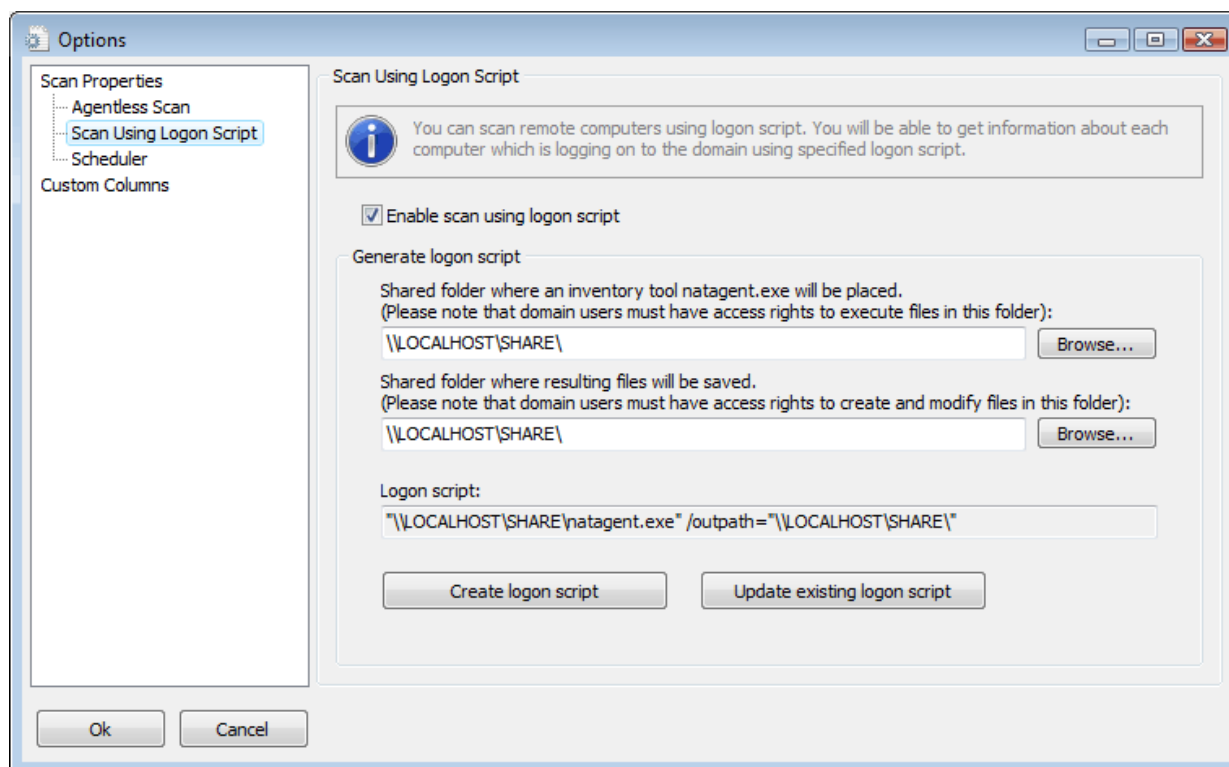 Options
Scan Properties
Agentless Scan
Scan Using Logon Script
Scheduler
Custom Columns
Scan Using Logon Script
You can scan remote computers using logon script. You will be able to get information about each
computer which is logging on to the domain using specified logon script.
Enable scan using logon script
Generate logon script
Shared folder where an inventory tool natagent.exe will be placed.
(Please note that domain users must have access rights to execute files in this folder):
\\LOCALHOST\SHARE\
Browse...
Shared folder where resulting files will be saved.
(Please note that domain users must have access rights to create and modify files in this folder):
\\LOCALHOST\SHARE\
Browse...
Logon script:
"\\LOCALHOST\SHARE\natagent.exe" /outpath="\\LOCALHOST\SHARE\"
Create logon script
Update existing logon script
Ok
Cancel